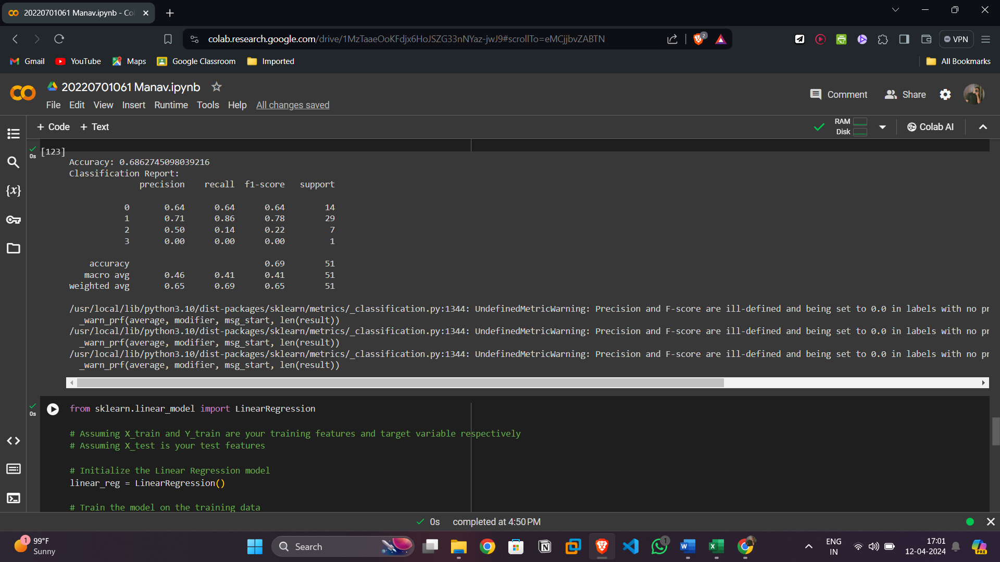 20220701061 Manav.ipynb - Co
colab.research.google.com/drive/1MzTaaeOoKFdjx6HoJSZG33nNYaz-jwJ9#scrollTo=eMCjjbvZABTN
2
VPN
Gmail YouTube Maps Google Classroom Imported All Bookmarks
20220701061 Manav.ipynb
Comment Share
File Edit View Insert Runtime Tools Help All changes saved
+ Code + Text
RAM
Disk
Colab AI
0s
[123]
Accuracy: 0.6862745098039216
Classification Report:
precision recall f1-score support
0 0.64 0.64 0.64 14
1 0.71 0.86 0.78 29
2 0.50 0.14 0.22 7
3 0.00 0.00 0.00 1
accuracy 0.69 51
macro avg 0.46 0.41 0.41 51
weighted avg 0.65 0.69 0.65 51
/usr/local/lib/python3.10/dist-packages/sklearn/metrics/_classification.py:1344: UndefinedMetricWarning: Precision and F-score are ill-defined and being set to 0.0 in labels with no pr
_warn_prf(average, modifier, msg_start, len(result))
/usr/local/lib/python3.10/dist-packages/sklearn/metrics/_classification.py:1344: UndefinedMetricWarning: Precision and F-score are ill-defined and being set to 0.0 in labels with no pr
_warn_prf(average, modifier, msg_start, len(result))
/usr/local/lib/python3.10/dist-packages/sklearn/metrics/_classification.py:1344: UndefinedMetricWarning: Precision and F-score are ill-defined and being set to 0.0 in labels with no pr
_warn_prf(average, modifier, msg_start, len(result))
0s
from sklearn.linear_model import LinearRegression
# Assuming X_train and Y_train are your training features and target variable respectively
# Assuming X_test is your test features
# Initialize the Linear Regression model
linear_reg = LinearRegression()
# Train the model on the training data
0s completed at 4:50 PM
1
99°F
Sunny
Search
1
ENG
IN
17:01
12-04-2024
PRE